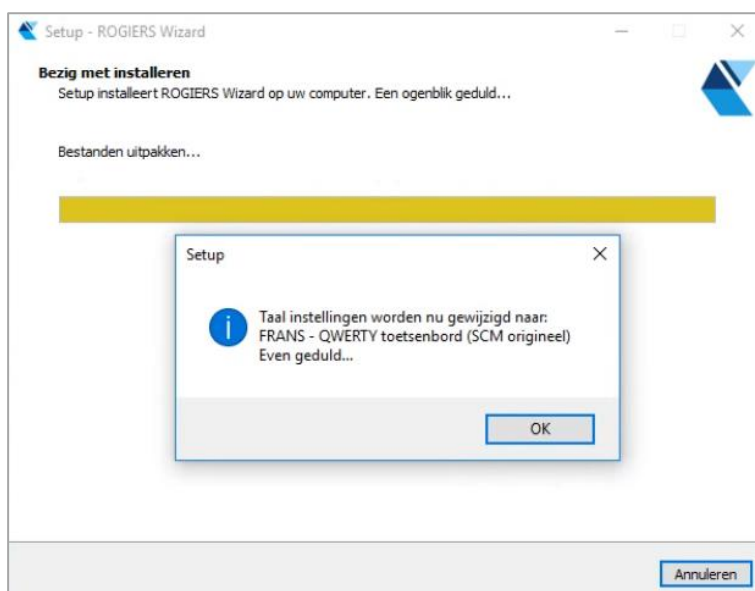 Setup - ROGIERS Wizard
Bezig met installeren
Setup installeert ROGIERS Wizard op uw computer. Een ogenblik geduld...
Bestanden uitpakken...
Setup
Taal instellingen worden nu gewijzigd naar:
FRANS - QWERTY toetsenbord (SCM origineel)
Even geduld...
OK
Annuleren